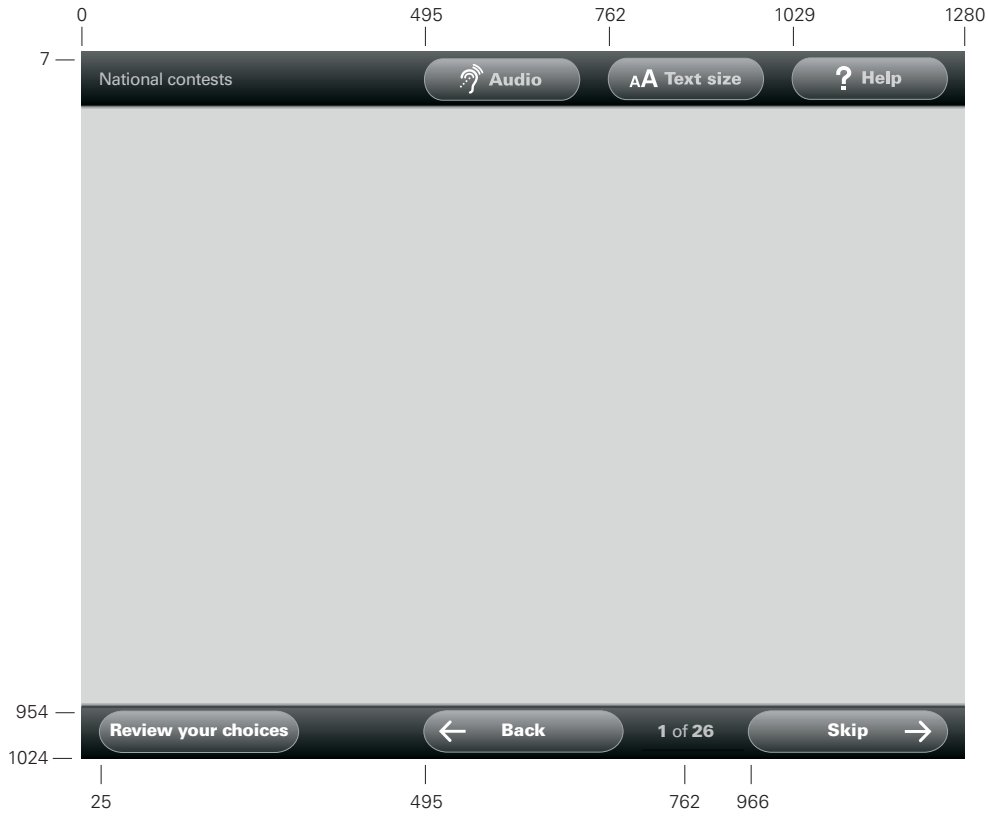 0 495 762 1029 1280
7
National contests Audio AA Text size ? Help
954
Review your choices Back 1 of 26 Skip
1024
25 495 762 966